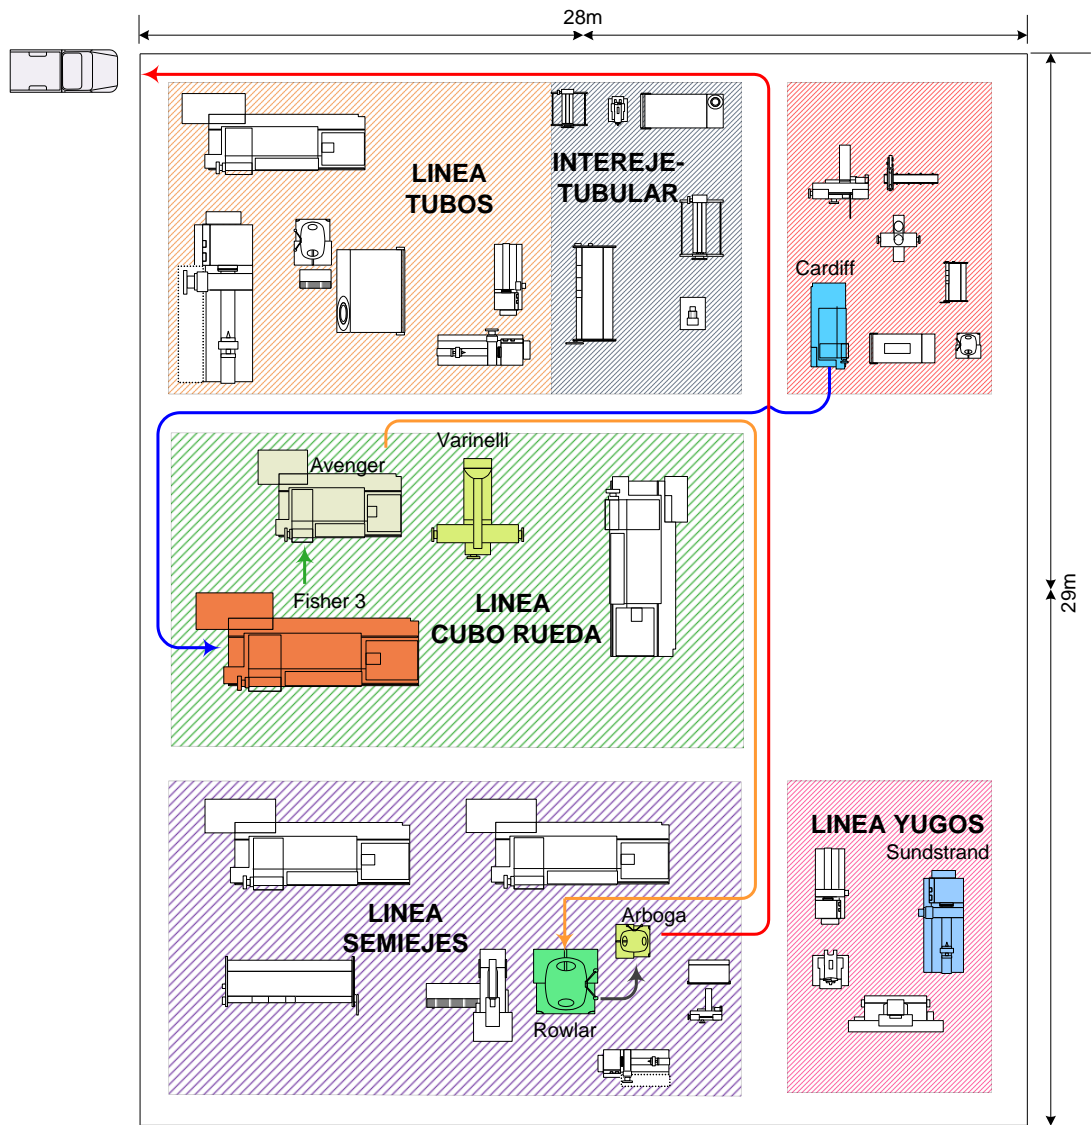 28m
LINEA
TUBOS
INTEREJE-
TUBULAR
Cardiff
Avenger
Varinelli
Fisher 3
LINEA
CUBO RUEDA
29m
LINEA YUGOS
Sundstrand
LINEA
SEMIEJES
Arboga
Rowlar